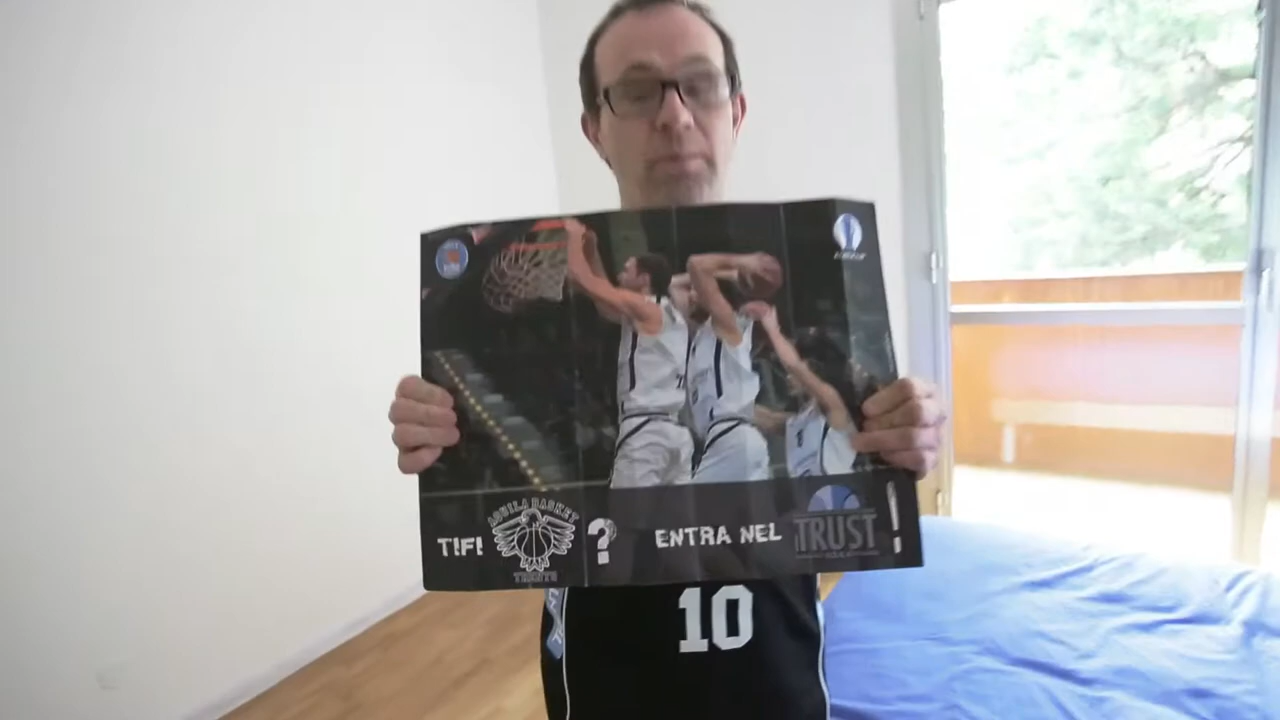 TIFI
AQUILA BASKET
TRENTO
?
ENTRA NEL
TRUST
!
10